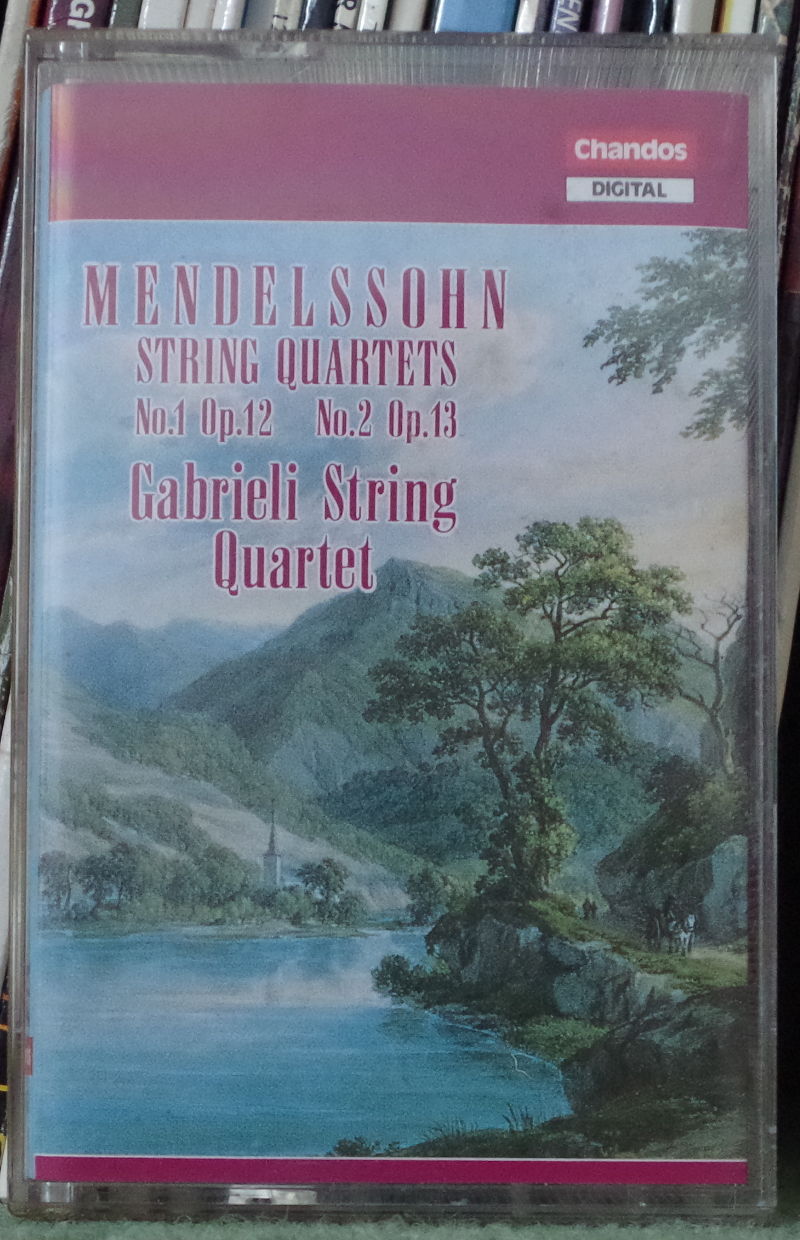 Chandos
DIGITAL
MENDELSSOHN
STRING QUARTETS
No.1 Op.12 No.2 Op.13
Gabrieli String
Quartet